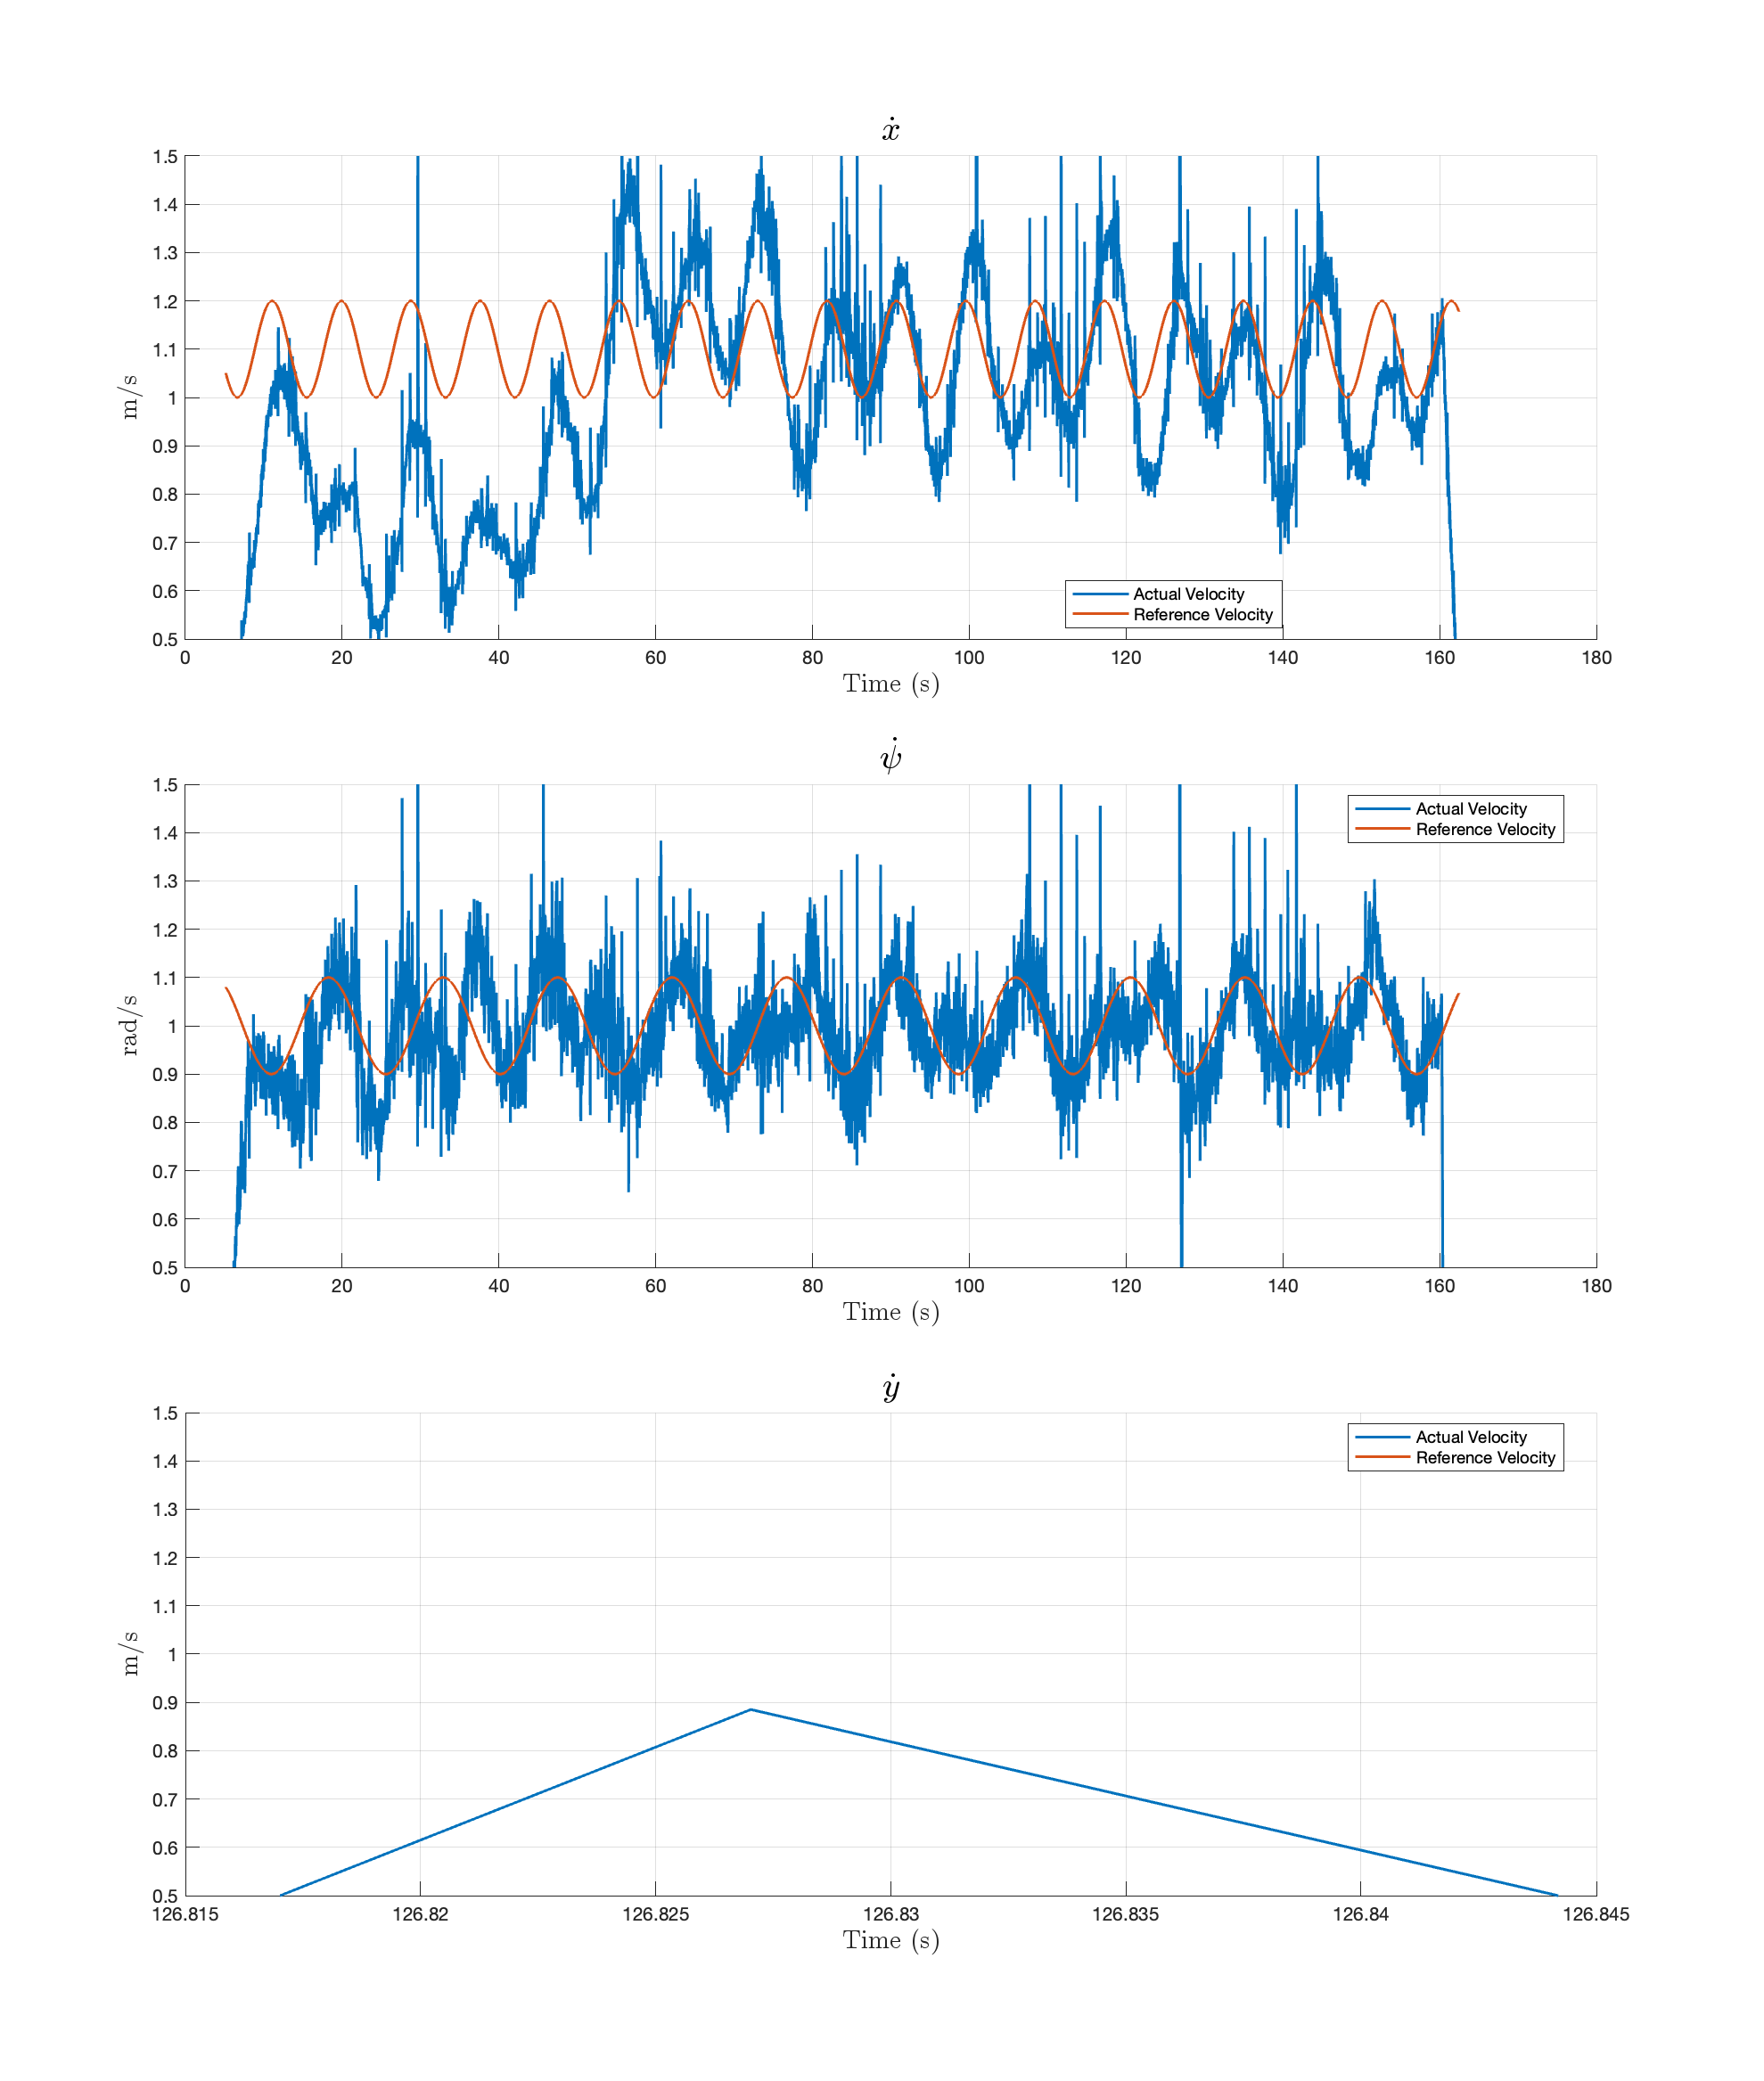 ẋ
1.5
1.4
1.3
1.2
1.1
1
0.9
0.8
0.7
0.6
0.5
m/s
Actual Velocity
Reference Velocity
0 20 40 60 80 100 120 140 160 180
Time (s)
ψ̇
1.5
1.4
1.3
1.2
1.1
1
0.9
0.8
0.7
0.6
0.5
rad/s
Actual Velocity
Reference Velocity
0 20 40 60 80 100 120 140 160 180
Time (s)
ẏ
1.5
1.4
1.3
1.2
1.1
1
0.9
0.8
0.7
0.6
0.5
m/s
Actual Velocity
Reference Velocity
126.815 126.82 126.825 126.83 126.835 126.84 126.845
Time (s)